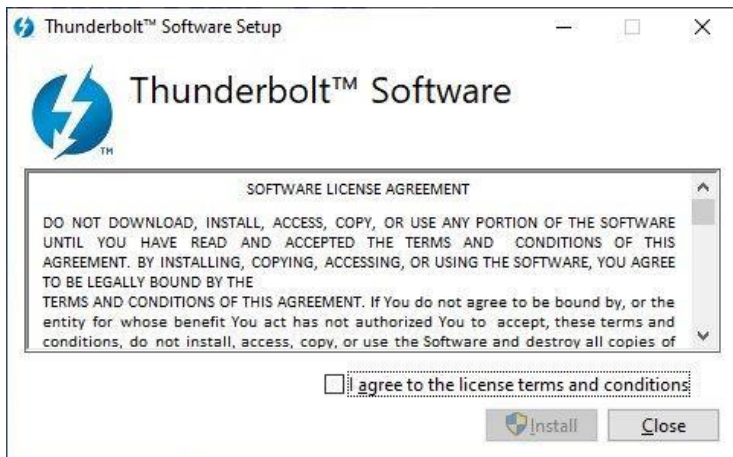 Thunderbolt™ Software Setup
Thunderbolt™ Software
TM
SOFTWARE LICENSE AGREEMENT
DO NOT DOWNLOAD, INSTALL, ACCESS, COPY, OR USE ANY PORTION OF THE SOFTWARE
UNTIL YOU HAVE READ AND ACCEPTED THE TERMS AND CONDITIONS OF THIS
AGREEMENT. BY INSTALLING, COPYING, ACCESSING, OR USING THE SOFTWARE, YOU AGREE
TO BE LEGALLY BOUND BY THE
TERMS AND CONDITIONS OF THIS AGREEMENT. If You do not agree to be bound by, or the
entity for whose benefit You act has not authorized You to accept, these terms and
conditions, do not install, access, copy, or use the Software and destroy all copies of
I agree to the license terms and conditions
Install
Close